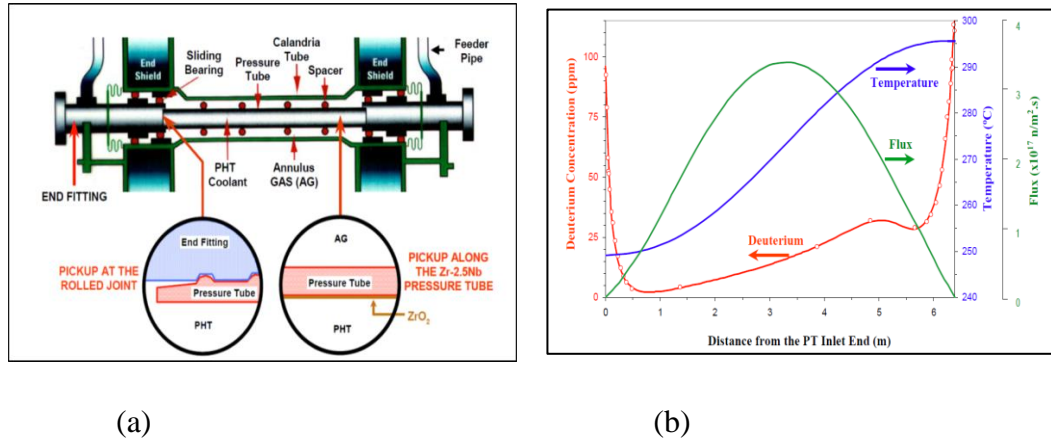 End
Shield
Sliding
Bearing
Calandria
Tube
Pressure
Tube
Spacer
End
Shield
Feeder
Pipe
END FITTING
PHT
Coolant
Annulus
GAS (AG)
PICKUP AT THE
ROLLED JOINT
End Fitting
Pressure Tube
PHT
AG
Pressure Tube
PHT
PICKUP ALONG
THE Zr-2.5Nb
PRESSURE TUBE
ZrO₂
Deuterium Concentration (ppm)
100
75
50
25
0
0 1 2 3 4 5 6
Distance from the PT Inlet End (m)
Temperature
Flux
Deuterium
300
290
280
270
260
250
240
Temperature (ºC)
4
3
2
1
0
Flux (x10¹⁷ n/m².s)
(a)
(b)